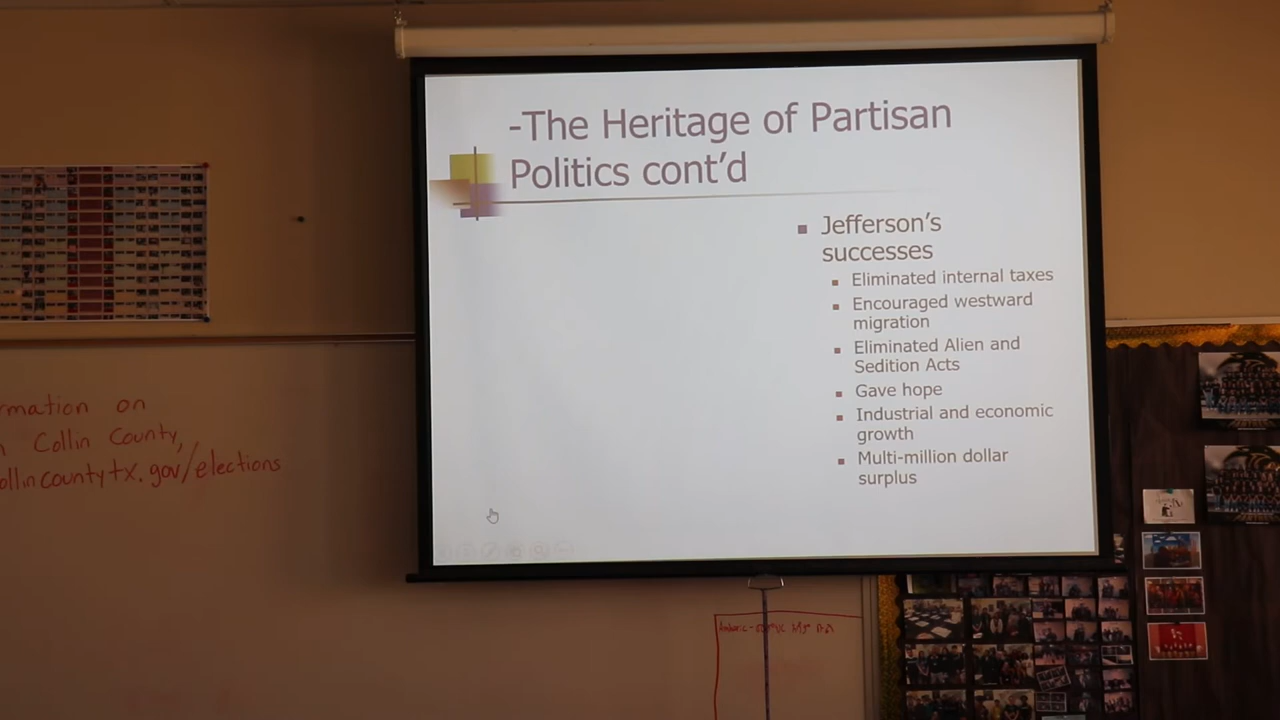 -The Heritage of Partisan
Politics cont'd
Jefferson's
successes
Eliminated internal taxes
Encouraged westward
migration
Eliminated Alien and
Sedition Acts
Gave hope
Industrial and economic
growth
Multi-million dollar
surplus
rmation on
Collin County,
ollincountytx.gov/elections